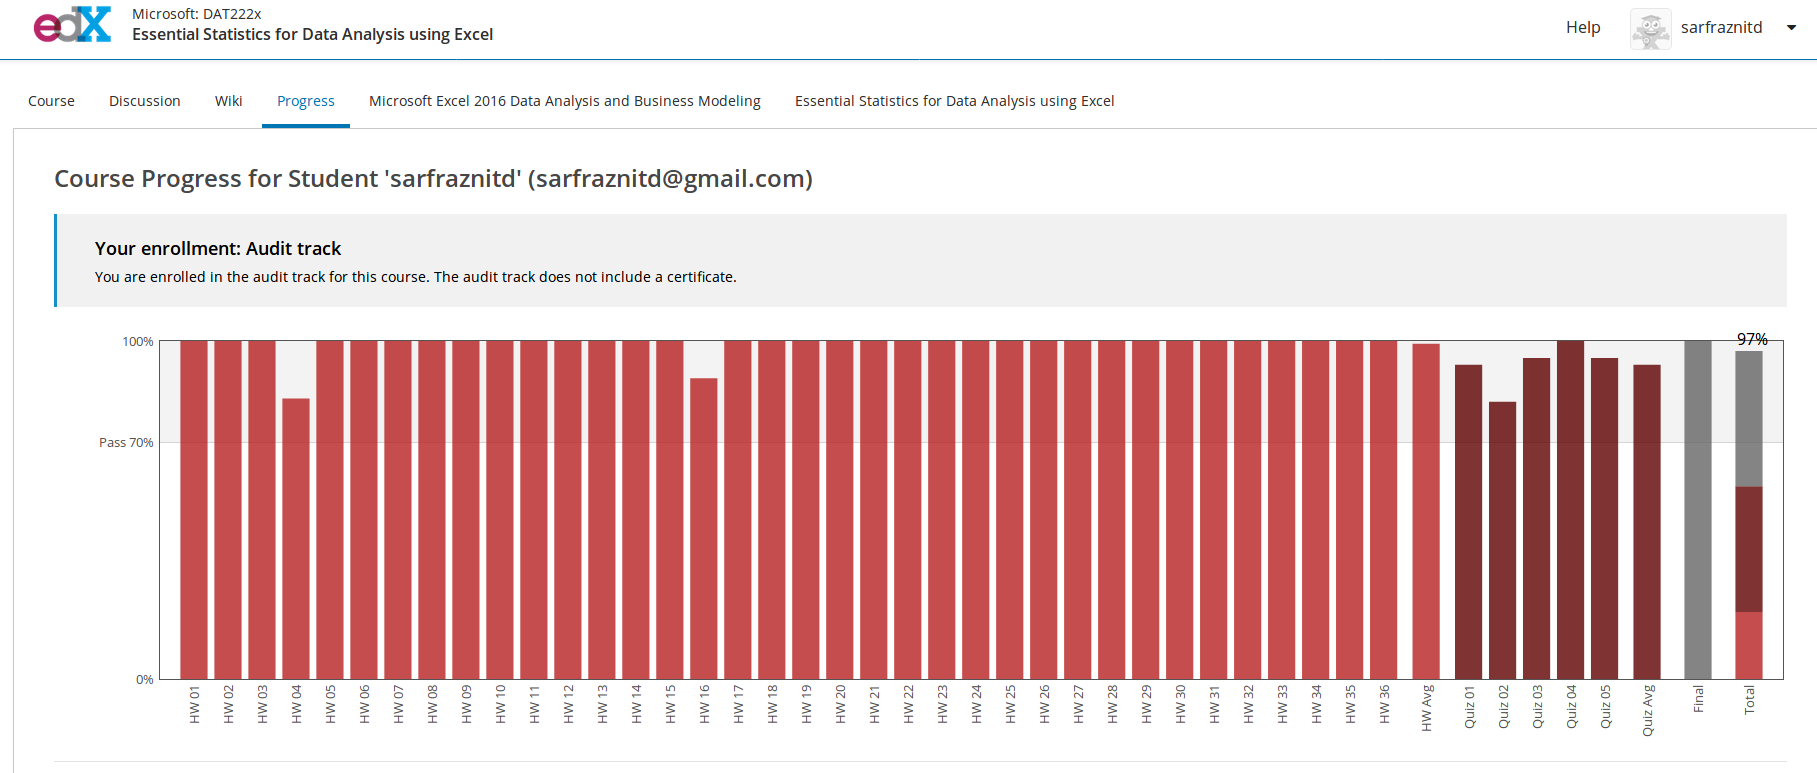 edX
Microsoft: DAT222x
Essential Statistics for Data Analysis using Excel
Help
sarfraznitd
Course Discussion Wiki Progress Microsoft Excel 2016 Data Analysis and Business Modeling Essential Statistics for Data Analysis using Excel
Course Progress for Student 'sarfraznitd' (sarfraznitd@gmail.com)
Your enrollment: Audit track
You are enrolled in the audit track for this course. The audit track does not include a certificate.
100%
97%
Pass 70%
0%
HW 01
HW 02
HW 03
HW 04
HW 05
HW 06
HW 07
HW 08
HW 09
HW 10
HW 11
HW 12
HW 13
HW 14
HW 15
HW 16
HW 17
HW 18
HW 19
HW 20
HW 21
HW 22
HW 23
HW 24
HW 25
HW 26
HW 27
HW 28
HW 29
HW 30
HW 31
HW 32
HW 33
HW 34
HW 35
HW 36
HW Avg
Quiz 01
Quiz 02
Quiz 03
Quiz 04
Quiz 05
Quiz Avg
Final
Total